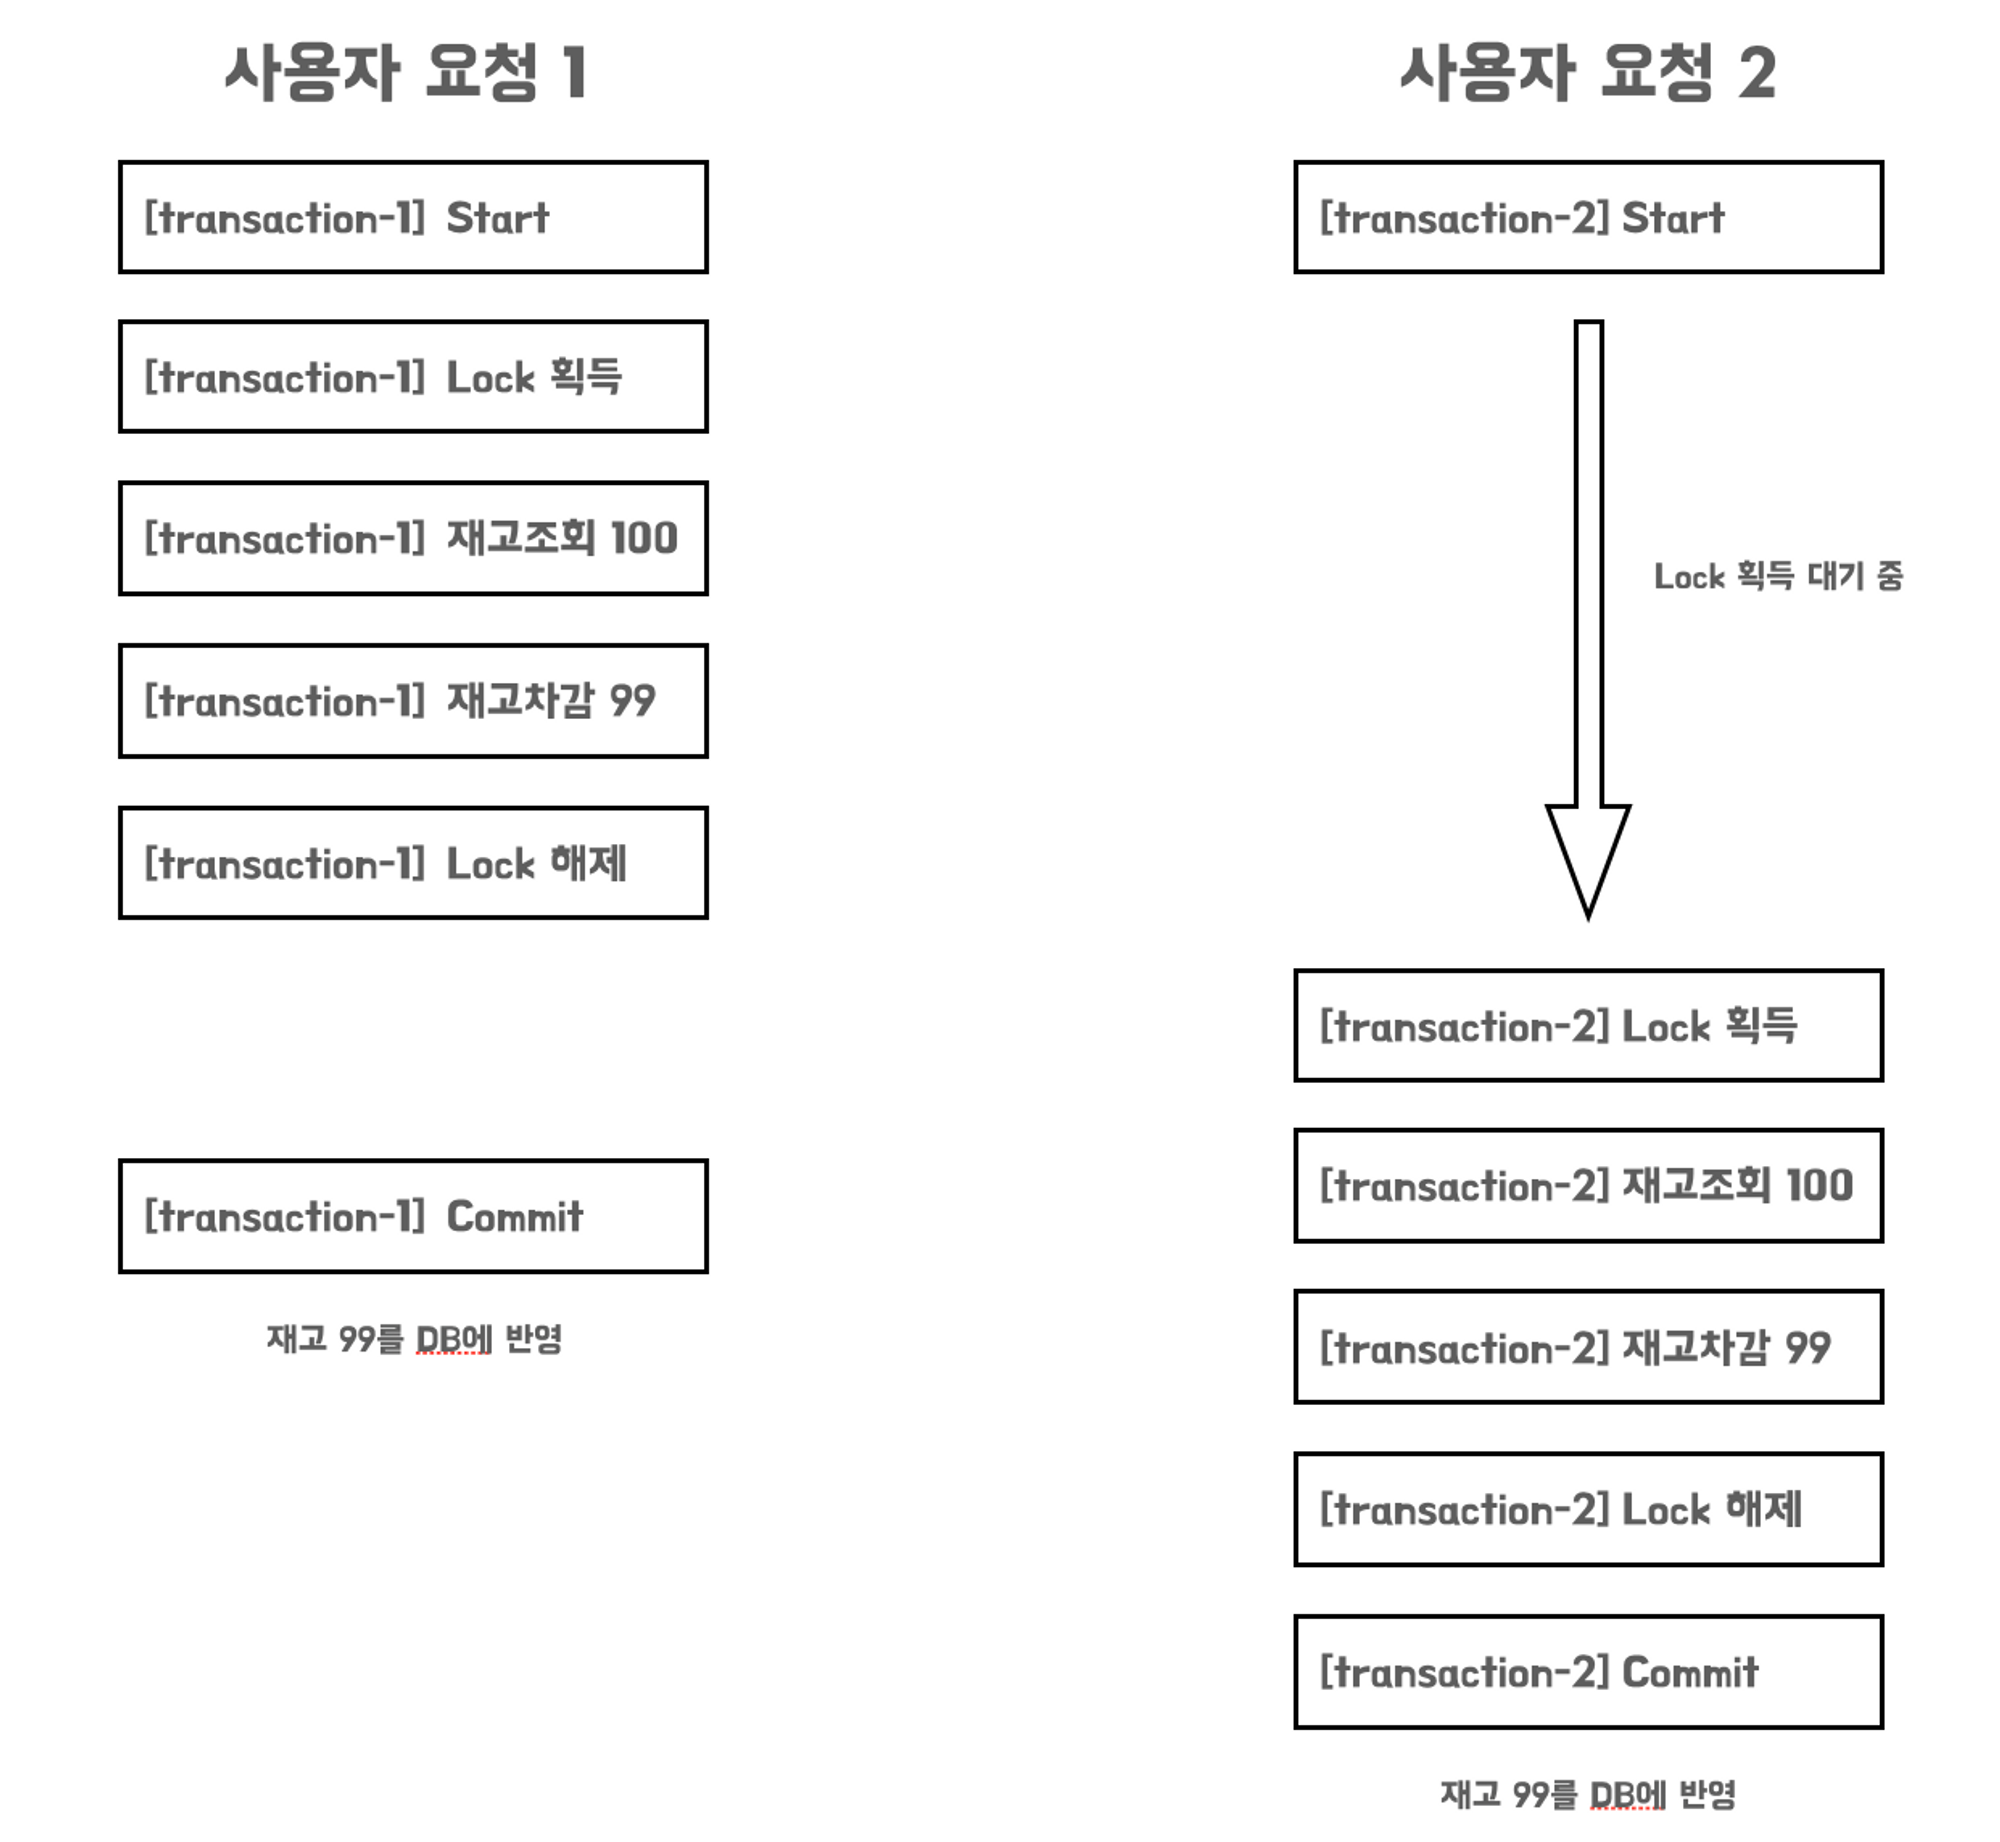 사용자 요청 1
[transaction-1] Start
[transaction-1] Lock 획득
[transaction-1] 재고조회 100
[transaction-1] 재고차감 99
[transaction-1] Lock 해제
[transaction-1] Commit
재고 99를 DB에 반영
사용자 요청 2
[transaction-2] Start
Lock 획득 대기 중
[transaction-2] Lock 획득
[transaction-2] 재고조회 100
[transaction-2] 재고차감 99
[transaction-2] Lock 해제
[transaction-2] Commit
재고 99를 DB에 반영